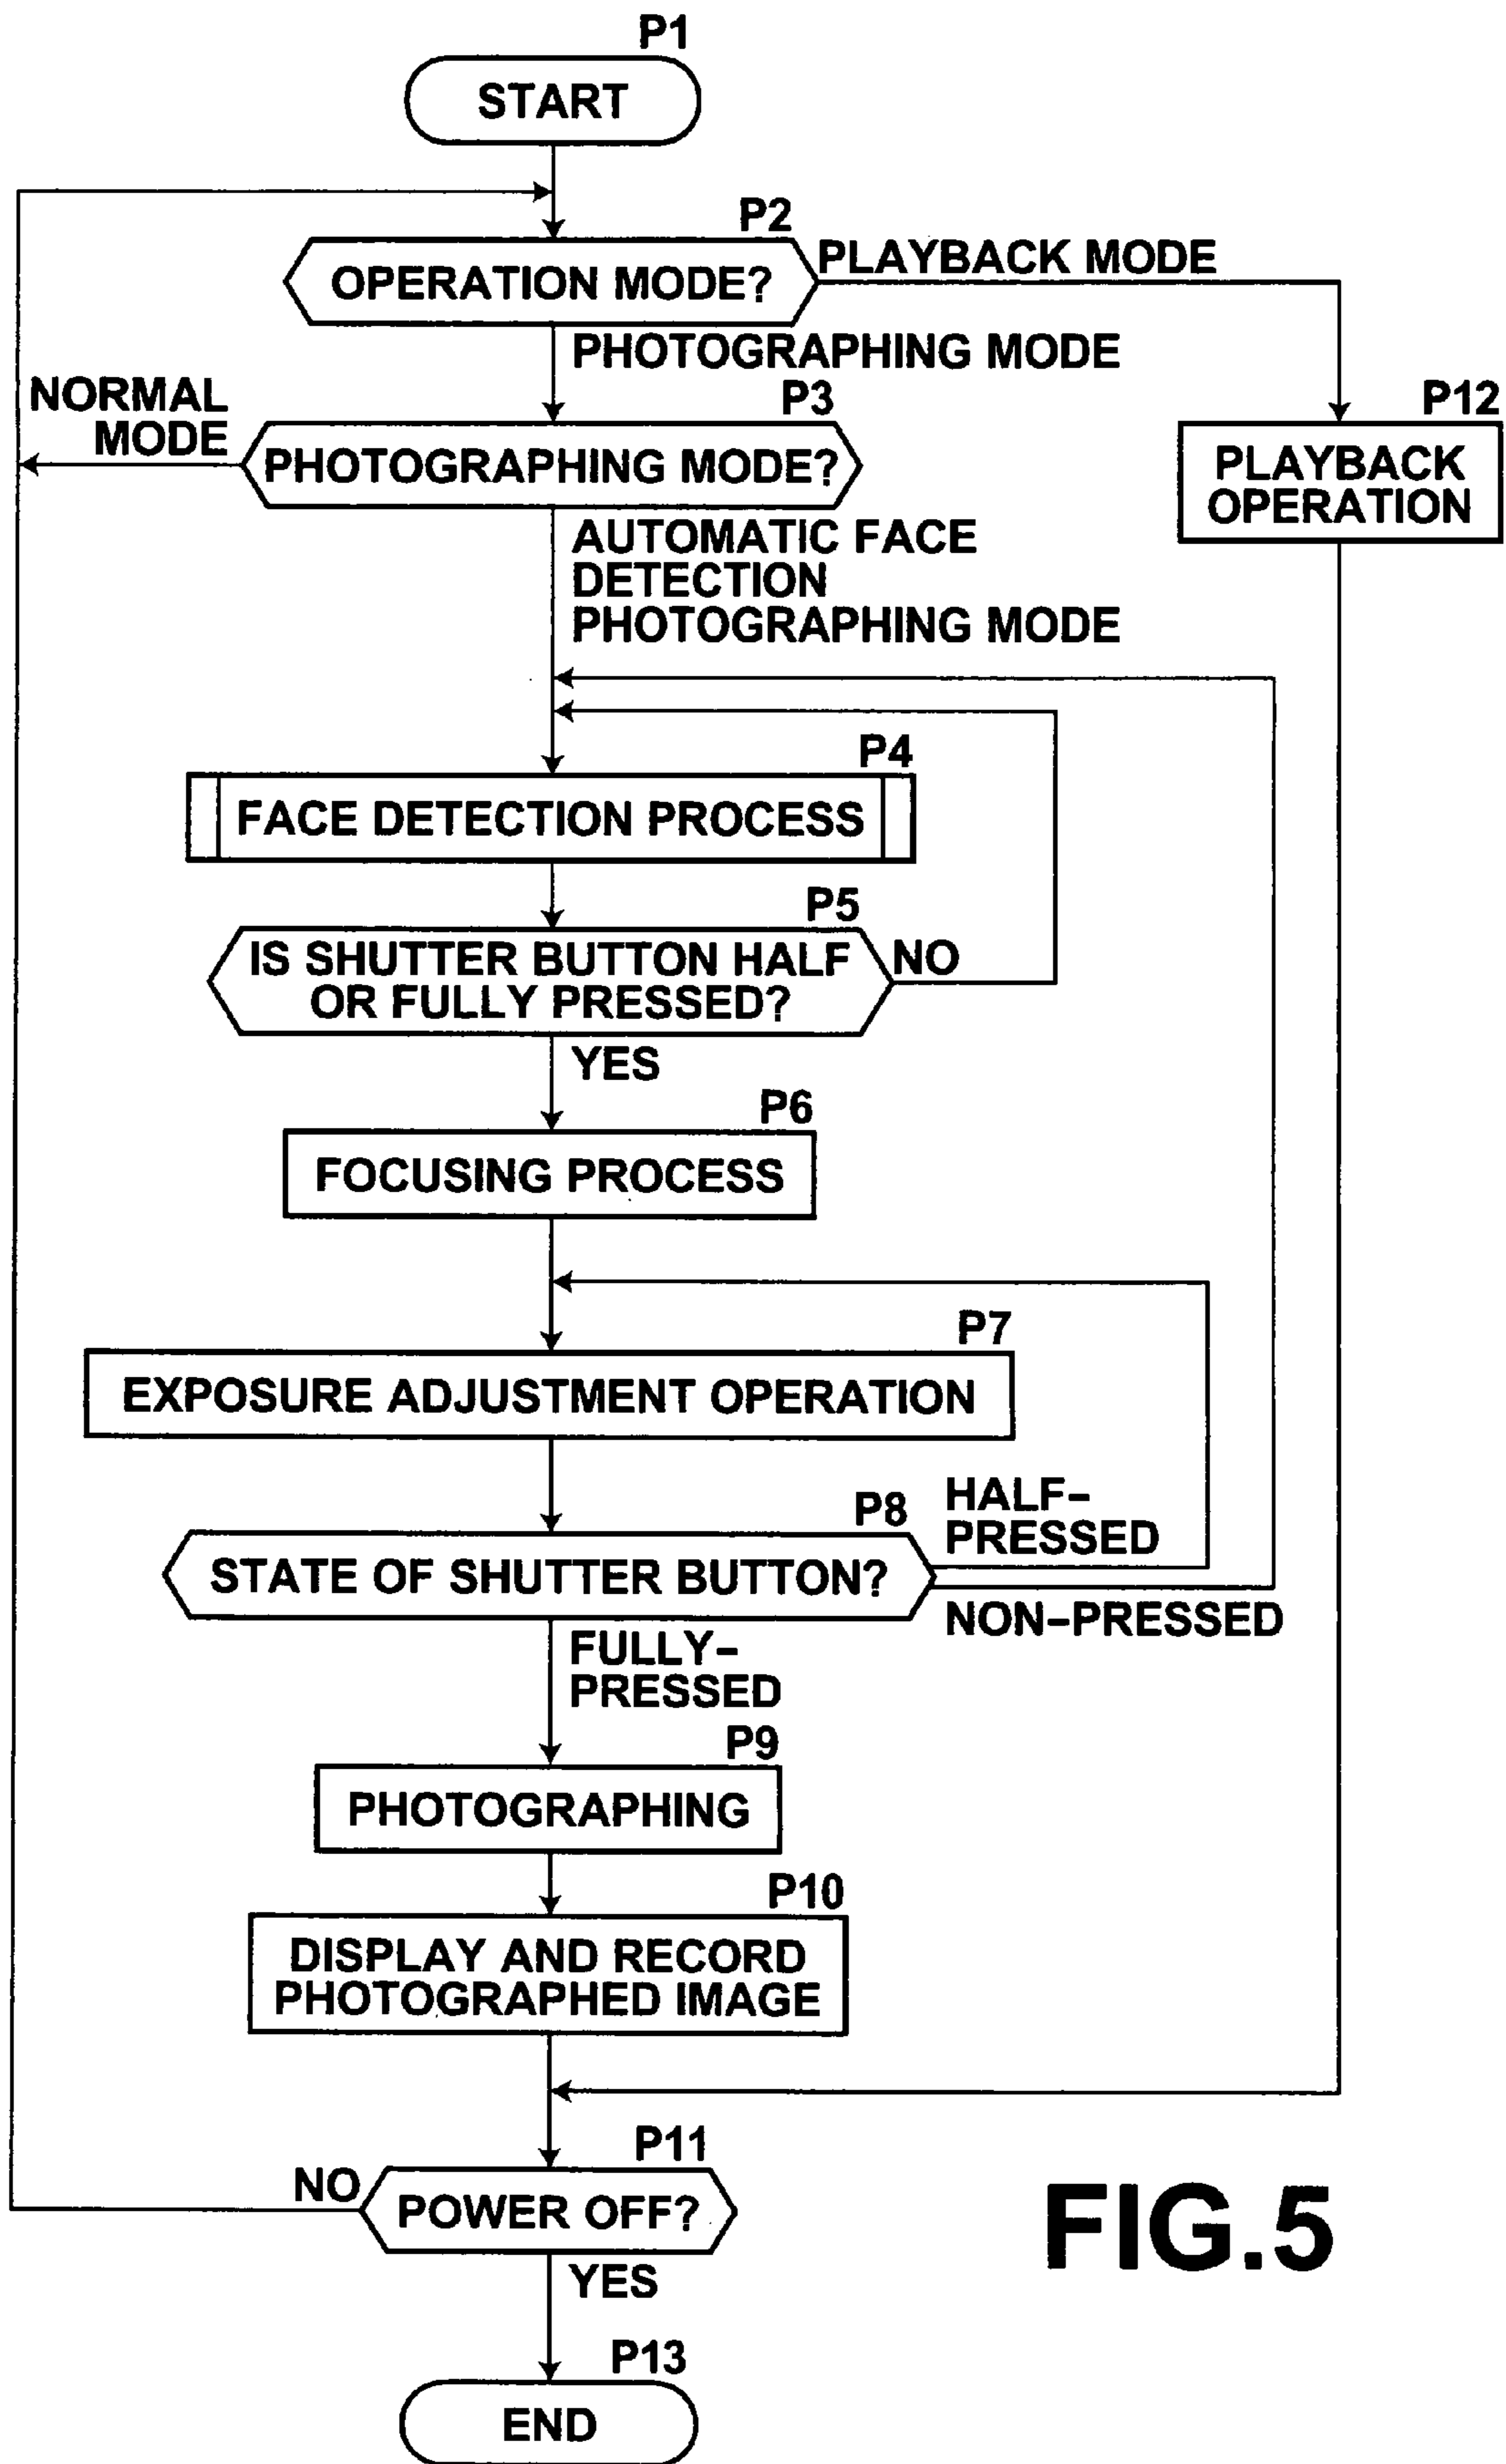 P1
START
P2
OPERATION MODE?
PLAYBACK MODE
PHOTOGRAPHING MODE
NORMAL
MODE
P3
PHOTOGRAPHING MODE?
P12
PLAYBACK
OPERATION
AUTOMATIC FACE
DETECTION
PHOTOGRAPHING MODE
P4
FACE DETECTION PROCESS
P5
IS SHUTTER BUTTON HALF
OR FULLY PRESSED?
NO
YES
P6
FOCUSING PROCESS
P7
EXPOSURE ADJUSTMENT OPERATION
P8
STATE OF SHUTTER BUTTON?
HALF-
PRESSED
NON-PRESSED
FULLY-
PRESSED
P9
PHOTOGRAPHING
P10
DISPLAY AND RECORD
PHOTOGRAPHED IMAGE
P11
NO
POWER OFF?
YES
P13
END
FIG.5